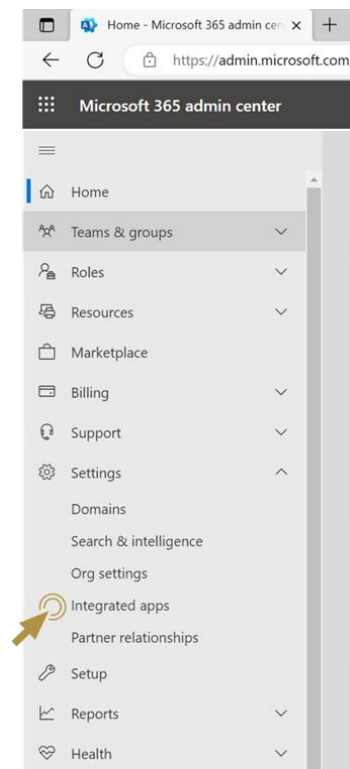 Home - Microsoft 365 admin cen
https://admin.microsoft.com
Microsoft 365 admin center
Home
Teams & groups
Roles
Resources
Marketplace
Billing
Support
Settings
Domains
Search & intelligence
Org settings
Integrated apps
Partner relationships
Setup
Reports
Health